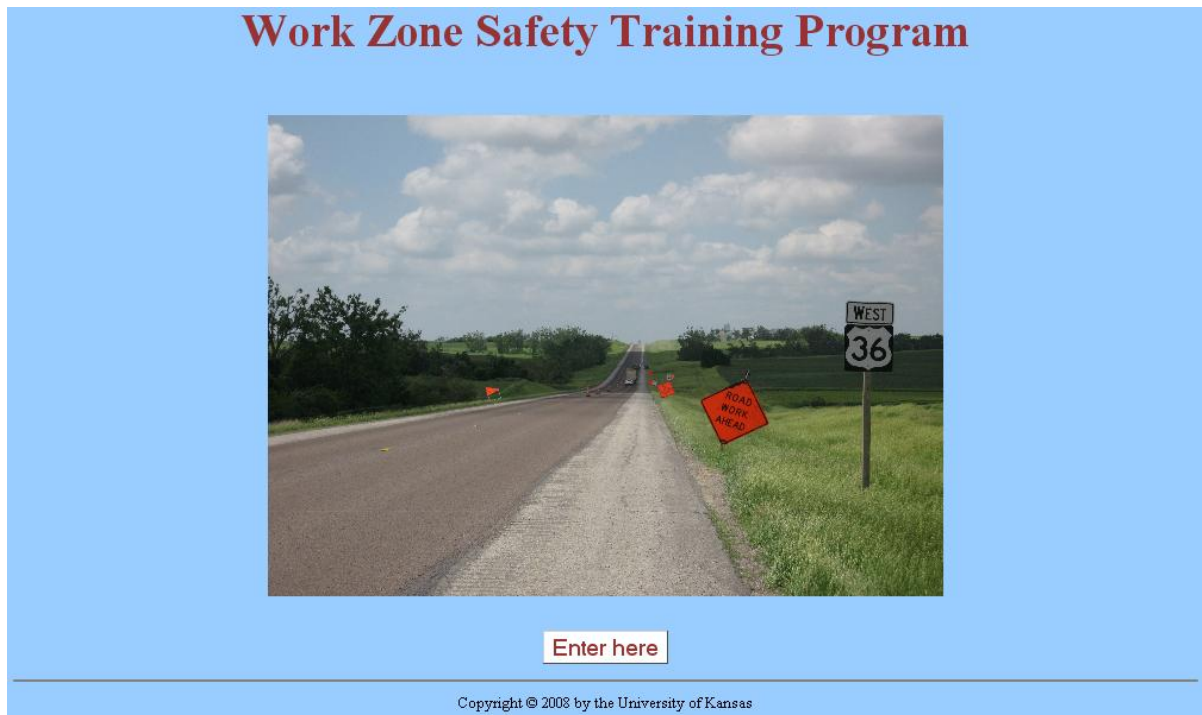 Work Zone Safety Training Program
WEST
36
ROAD
WORK
AHEAD
Enter here
Copyright © 2008 by the University of Kansas